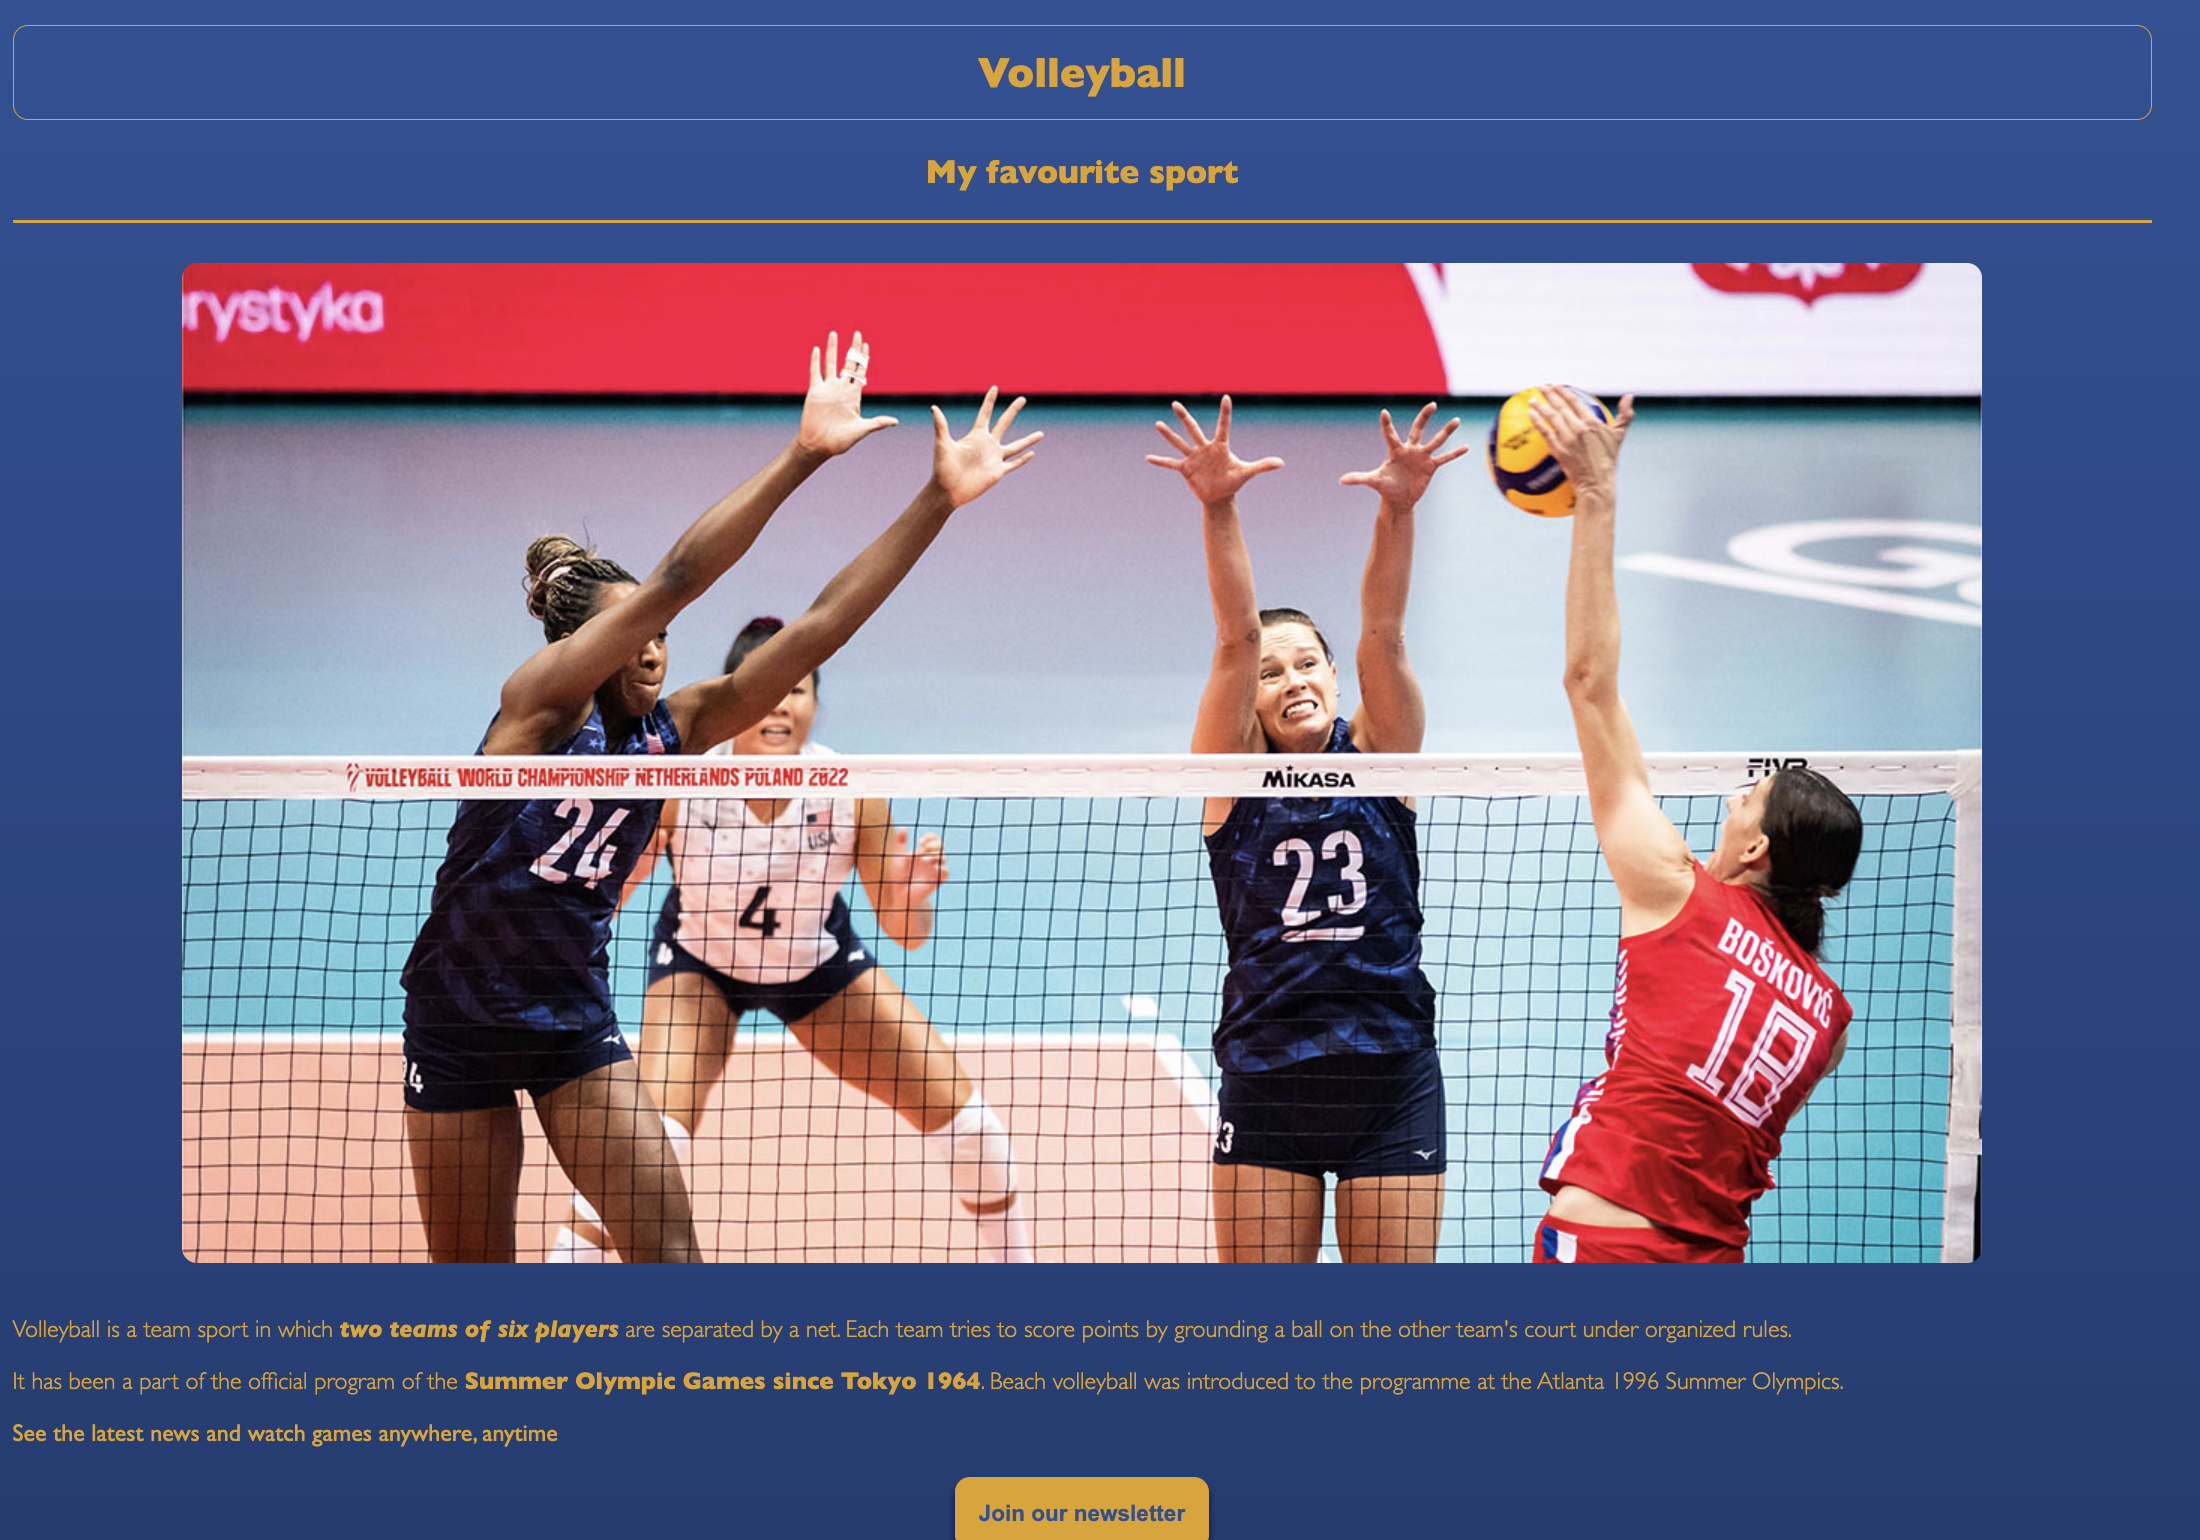 Volleyball
My favourite sport
rystyka
VOLLEYBALL WORLD CHAMPIONSHIP NETHERLANDS POLAND 2022
MIKASA
FIVB
24
USA
4
23
BOŠKOVIĆ
18
24
23
Volleyball is a team sport in which two teams of six players are separated by a net. Each team tries to score points by grounding a ball on the other team's court under organized rules.
It has been a part of the official program of the Summer Olympic Games since Tokyo 1964. Beach volleyball was introduced to the programme at the Atlanta 1996 Summer Olympics.
See the latest news and watch games anywhere, anytime
Join our newsletter